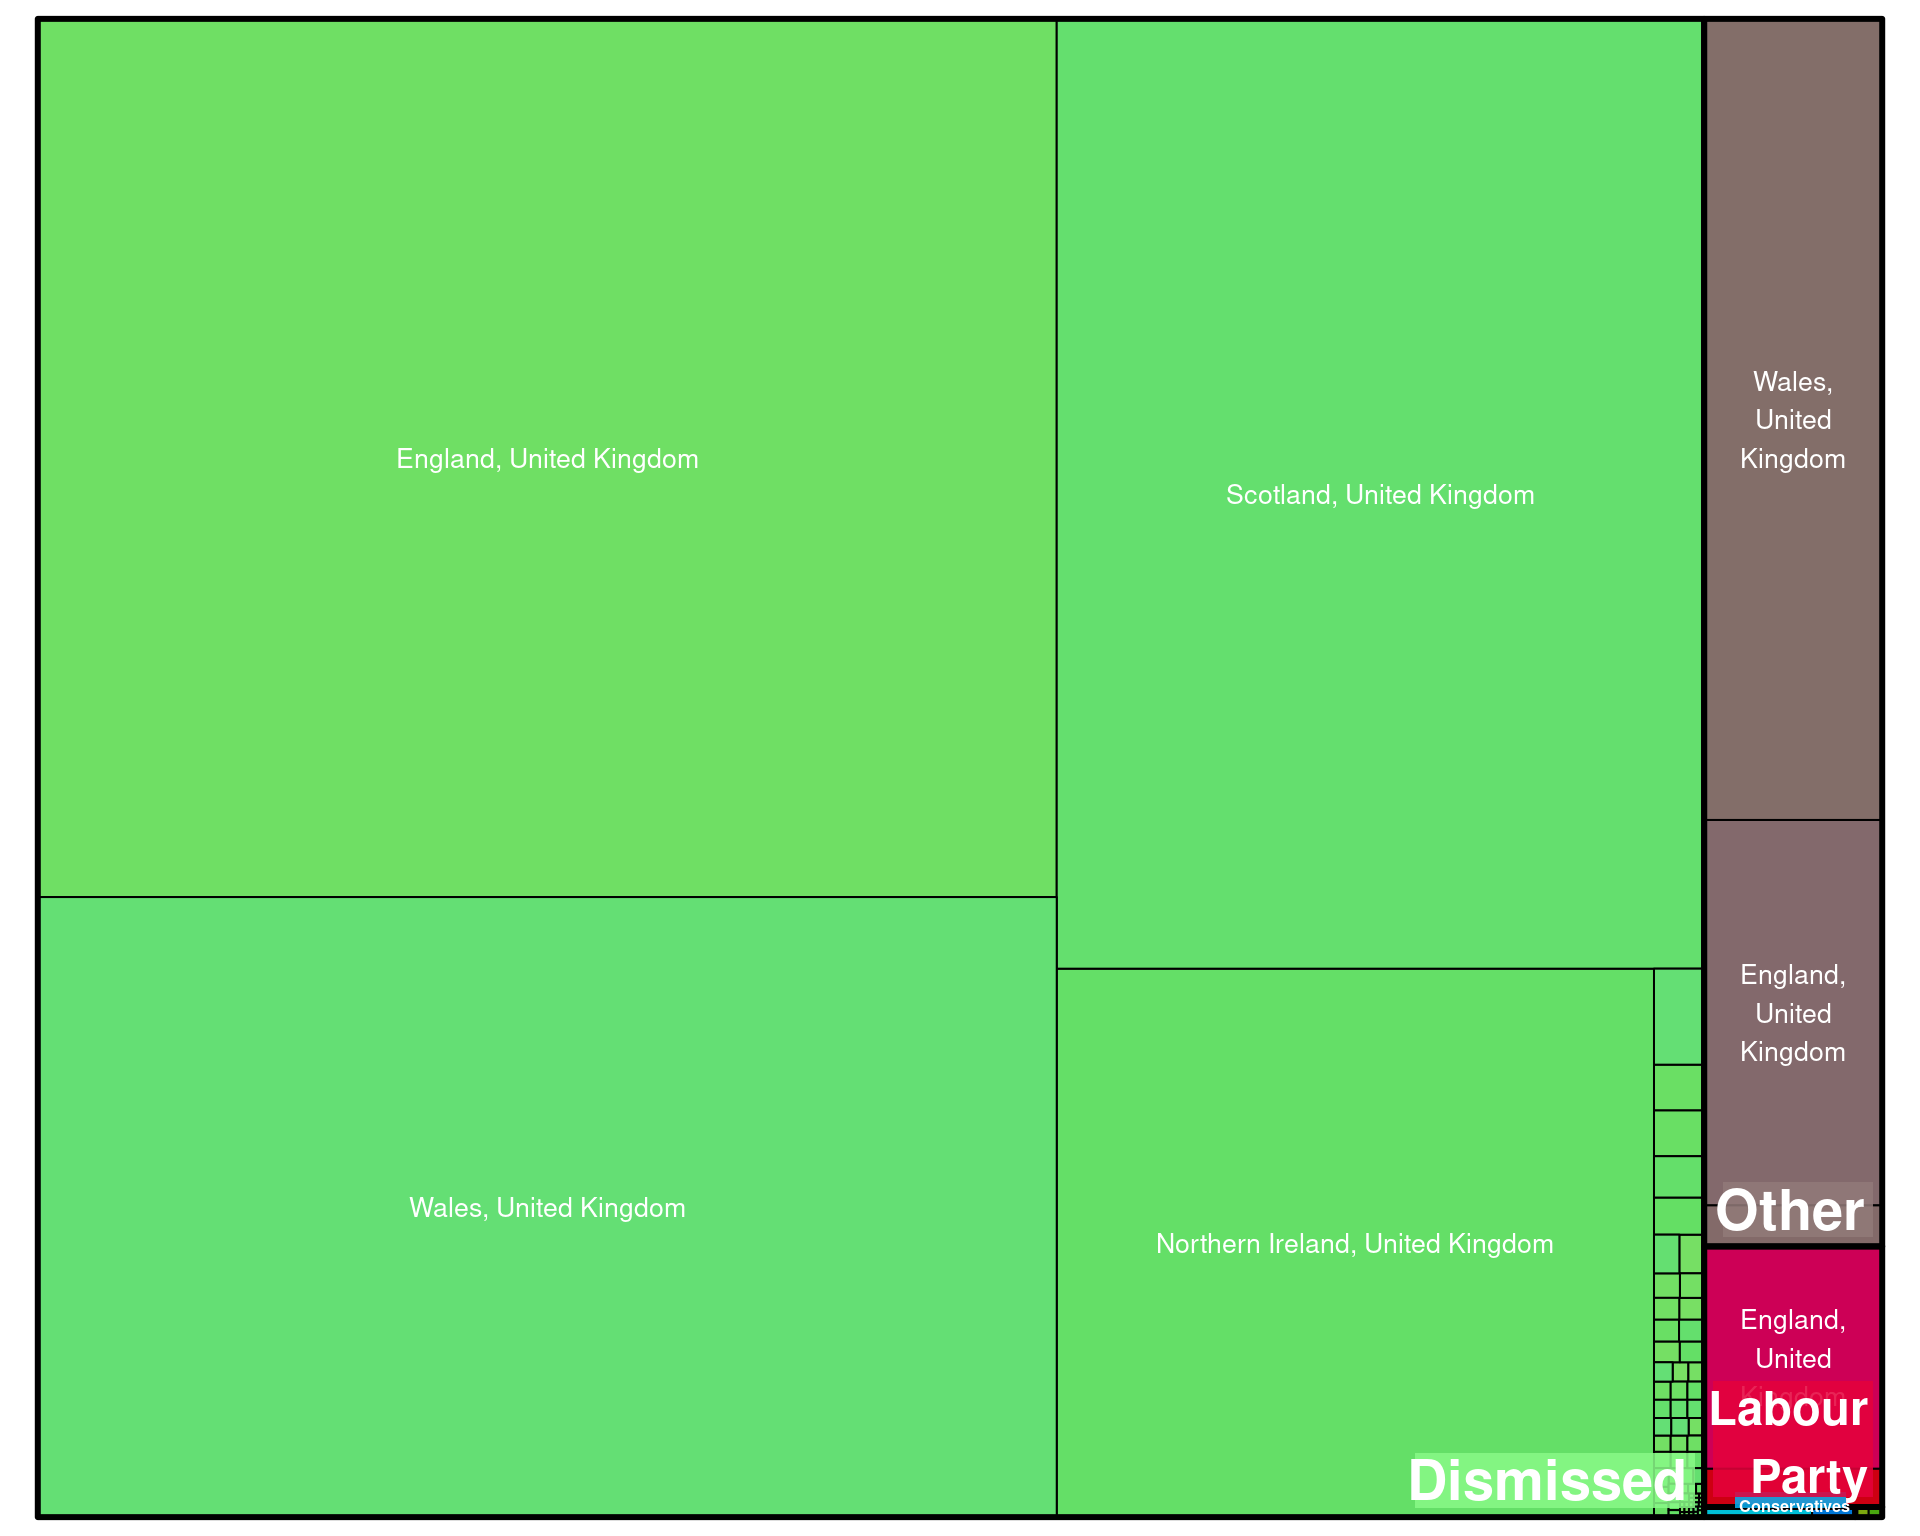 England, United Kingdom
Scotland, United Kingdom
Wales,
United
Kingdom
England,
United
Kingdom
Other
Wales, United Kingdom
Northern Ireland, United Kingdom
England,
United
Kingdom
Labour
Party
Dismissed
Conservatives